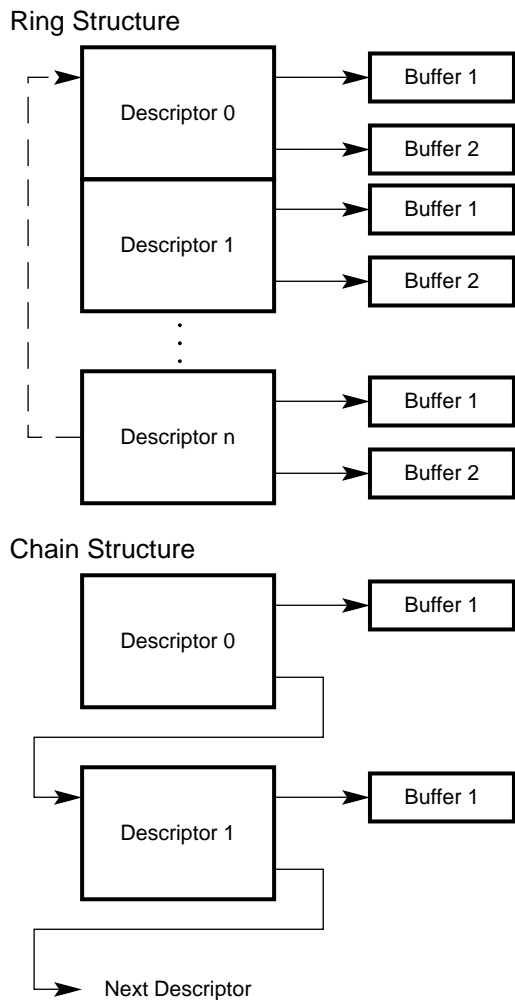 Ring Structure
Descriptor 0
Buffer 1
Buffer 2
Descriptor 1
Buffer 1
Buffer 2
Descriptor n
Buffer 1
Buffer 2
Chain Structure
Descriptor 0
Buffer 1
Descriptor 1
Buffer 1
Next Descriptor